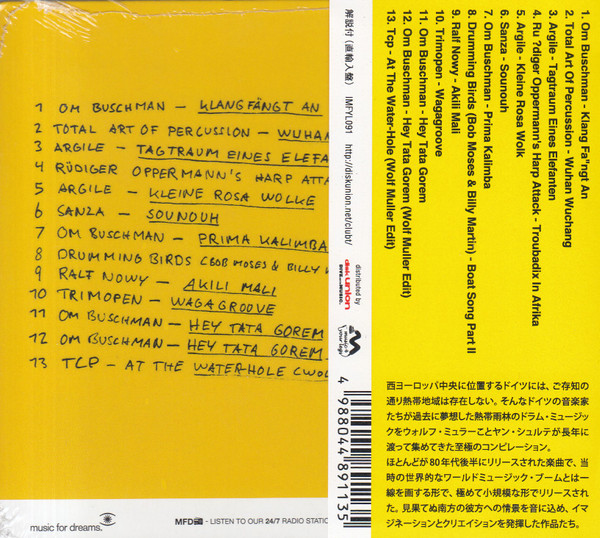 1 OM BUSCHMAN – KLANG FÄNGT AN
2 TOTAL ART OF PERCUSSION – WUHAN
3 ARGILE – TAGTRAUM EINES ELEFA
4 RÜDIGER OPPERMANN'S HARP ATTA
5 ARGILE – KLEINE ROSA WOLKE
6 SANZA – SOUNOUH
7 OM BUSCHMAN – PRIMA KALIMBA
8 DRUMMING BIRDS (BOB MOSES & BILLY
9 RALF NOWY – AKILI MALI
10 TRIMOPEN – WAGAGROOVE
11 OM BUSCHMAN – HEY TATA GOREM
12 OM BUSCHMAN – HEY TATA GOREM
13 TCP – AT THE WATERHOLE (WOL
music for dreams.
MFD - LISTEN TO OUR 24/7 RADIO STATIO
解説付(直輸入盤) IMFYL091 http://diskunion.net/clubt/
distributed by
disk union
DIVE INTO MUSIC.
music 4 your legs
4 988044 891135
1. Om Buschman - Klang Fa"ngt An
2. Total Art Of Percussion - Wuhan Wuchang
3. Argile - Tagtraum Eines Elefanten
4. Ru ?diger Oppermann's Harp Attack - Troubadix In Afrika
5. Argile - Kleine Rosa Wolk
6. Sanza - Sounouh
7. Om Buschman - Prima Kalimba
8. Drumming Birds (Bob Moses & Billy Martin) - Boat Song Part II
9. Ralf Nowy - Akili Mali
10. Trimopen - Wagagroove
11. Om Buschman - Hey Tata Gorem
12. Om Buschman - Hey Tata Gorem (Wolf Muller Edit)
13. Tcp - At The Water-Hole (Wolf Muller Edit)
西ヨーロッパ中央に位置するドイツには、ご存知の
通り熱帯地域は存在しない。そんなドイツの音楽家
たちが過去に夢想した熱帯雨林のドラム・ミュージッ
クをウォルフ・ミュラーことヤン・シュルテが長年に
渡って集めてきた至極のコンピレーション。
ほとんどが80年代後半にリリースされた楽曲で、当
時の世界的なワールドミュージック・ブームとは一
線を画する形で、極めて小規模な形でリリースされ
た。見果てぬ南方の彼方への情景を音に込め、イマ
ジネーションとクリエイションを発揮した作品たち。